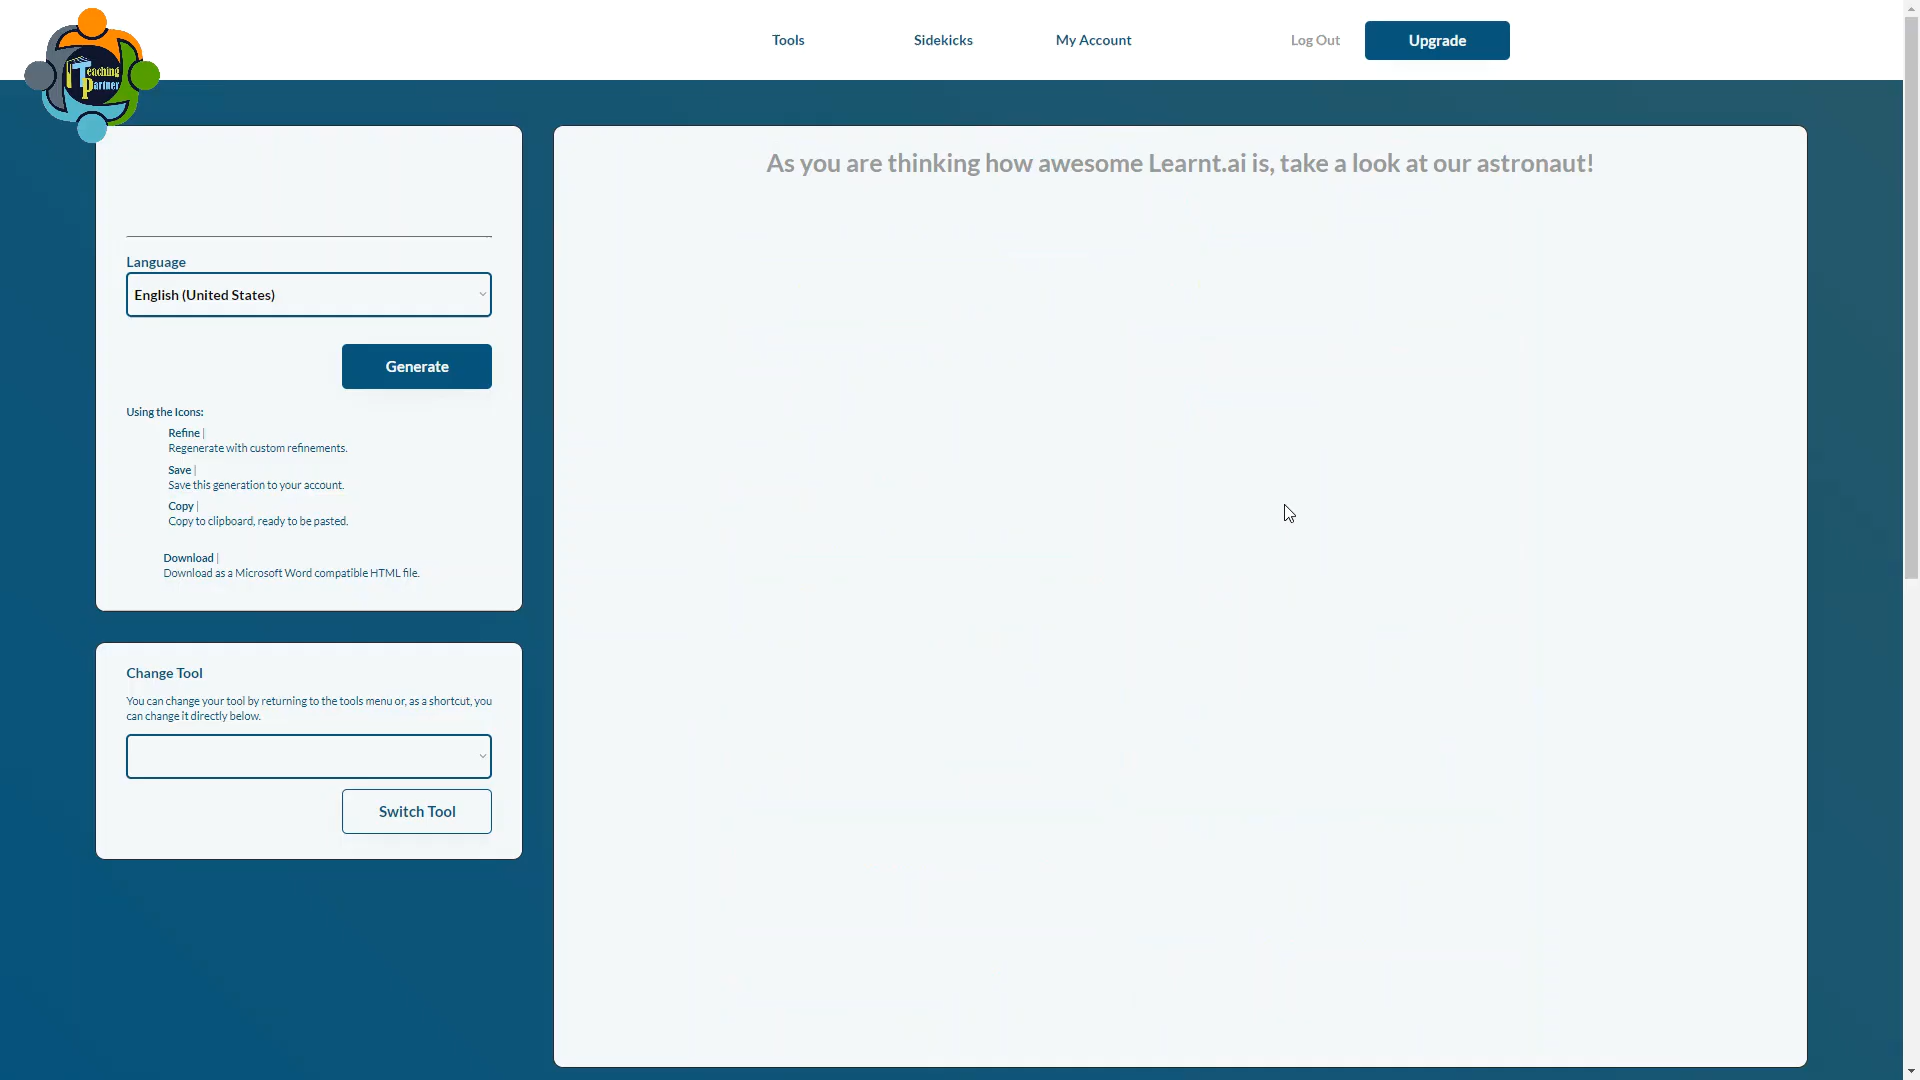 Teaching
Partner
Tools
Sidekicks
My Account
Log Out
Upgrade
As you are thinking how awesome Learnt.ai is, take a look at our astronaut!
Language
English (United States)
Generate
Using the Icons:
Refine |
Regenerate with custom refinements.
Save |
Save this generation to your account.
Copy |
Copy to clipboard, ready to be pasted.
Download |
Download as a Microsoft Word compatible HTML file.
Change Tool
You can change your tool by returning to the tools menu or, as a shortcut, you
can change it directly below.
Switch Tool